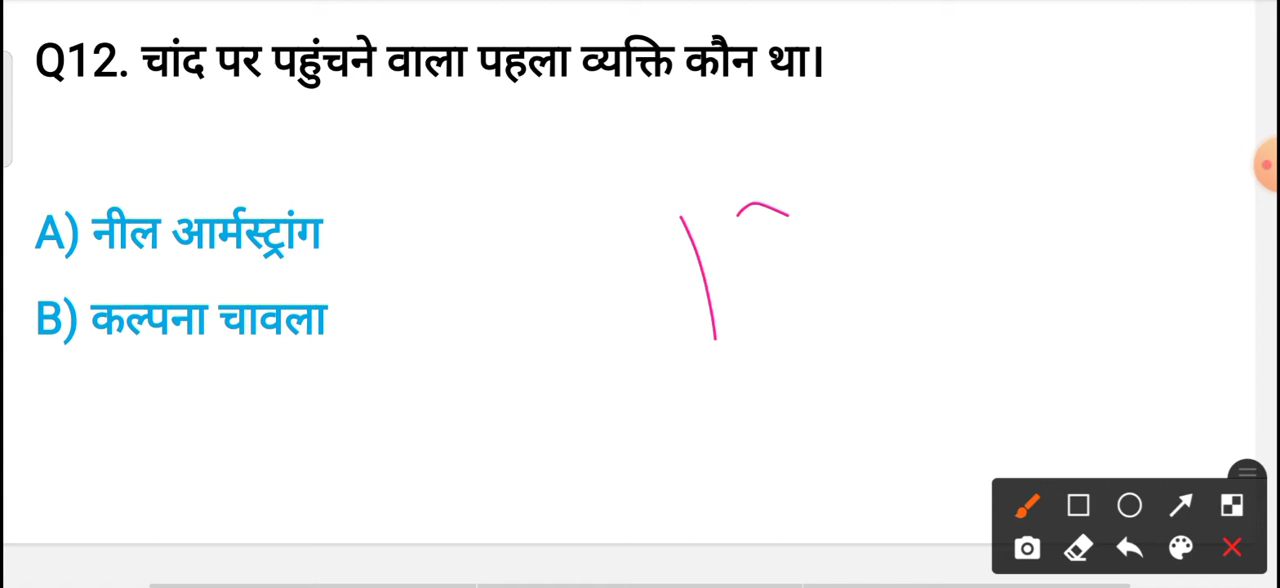 Q12. चांद पर पहुंचने वाला पहला व्यक्ति कौन था।
A) नील आर्मस्ट्रांग
B) कल्पना चावला